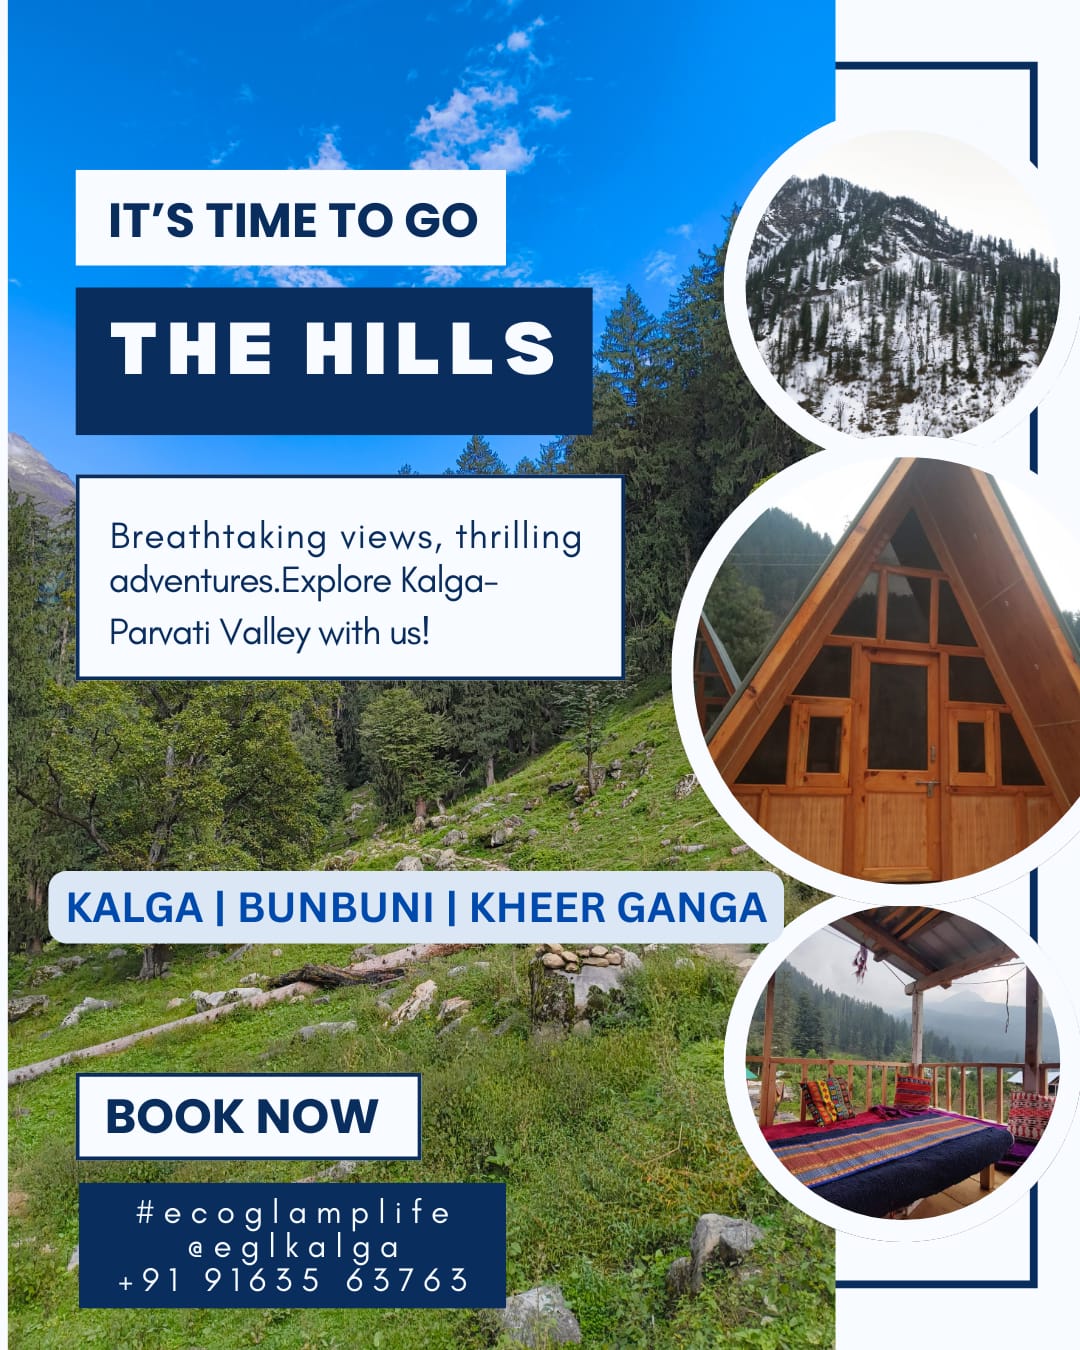 IT’S TIME TO GO
THE HILLS
Breathtaking views, thrilling
adventures.Explore Kalga-
Parvati Valley with us!
KALGA | BUNBUNI | KHEER GANGA
BOOK NOW
#ecoglamplife
@eglkalga
+91 91635 63763